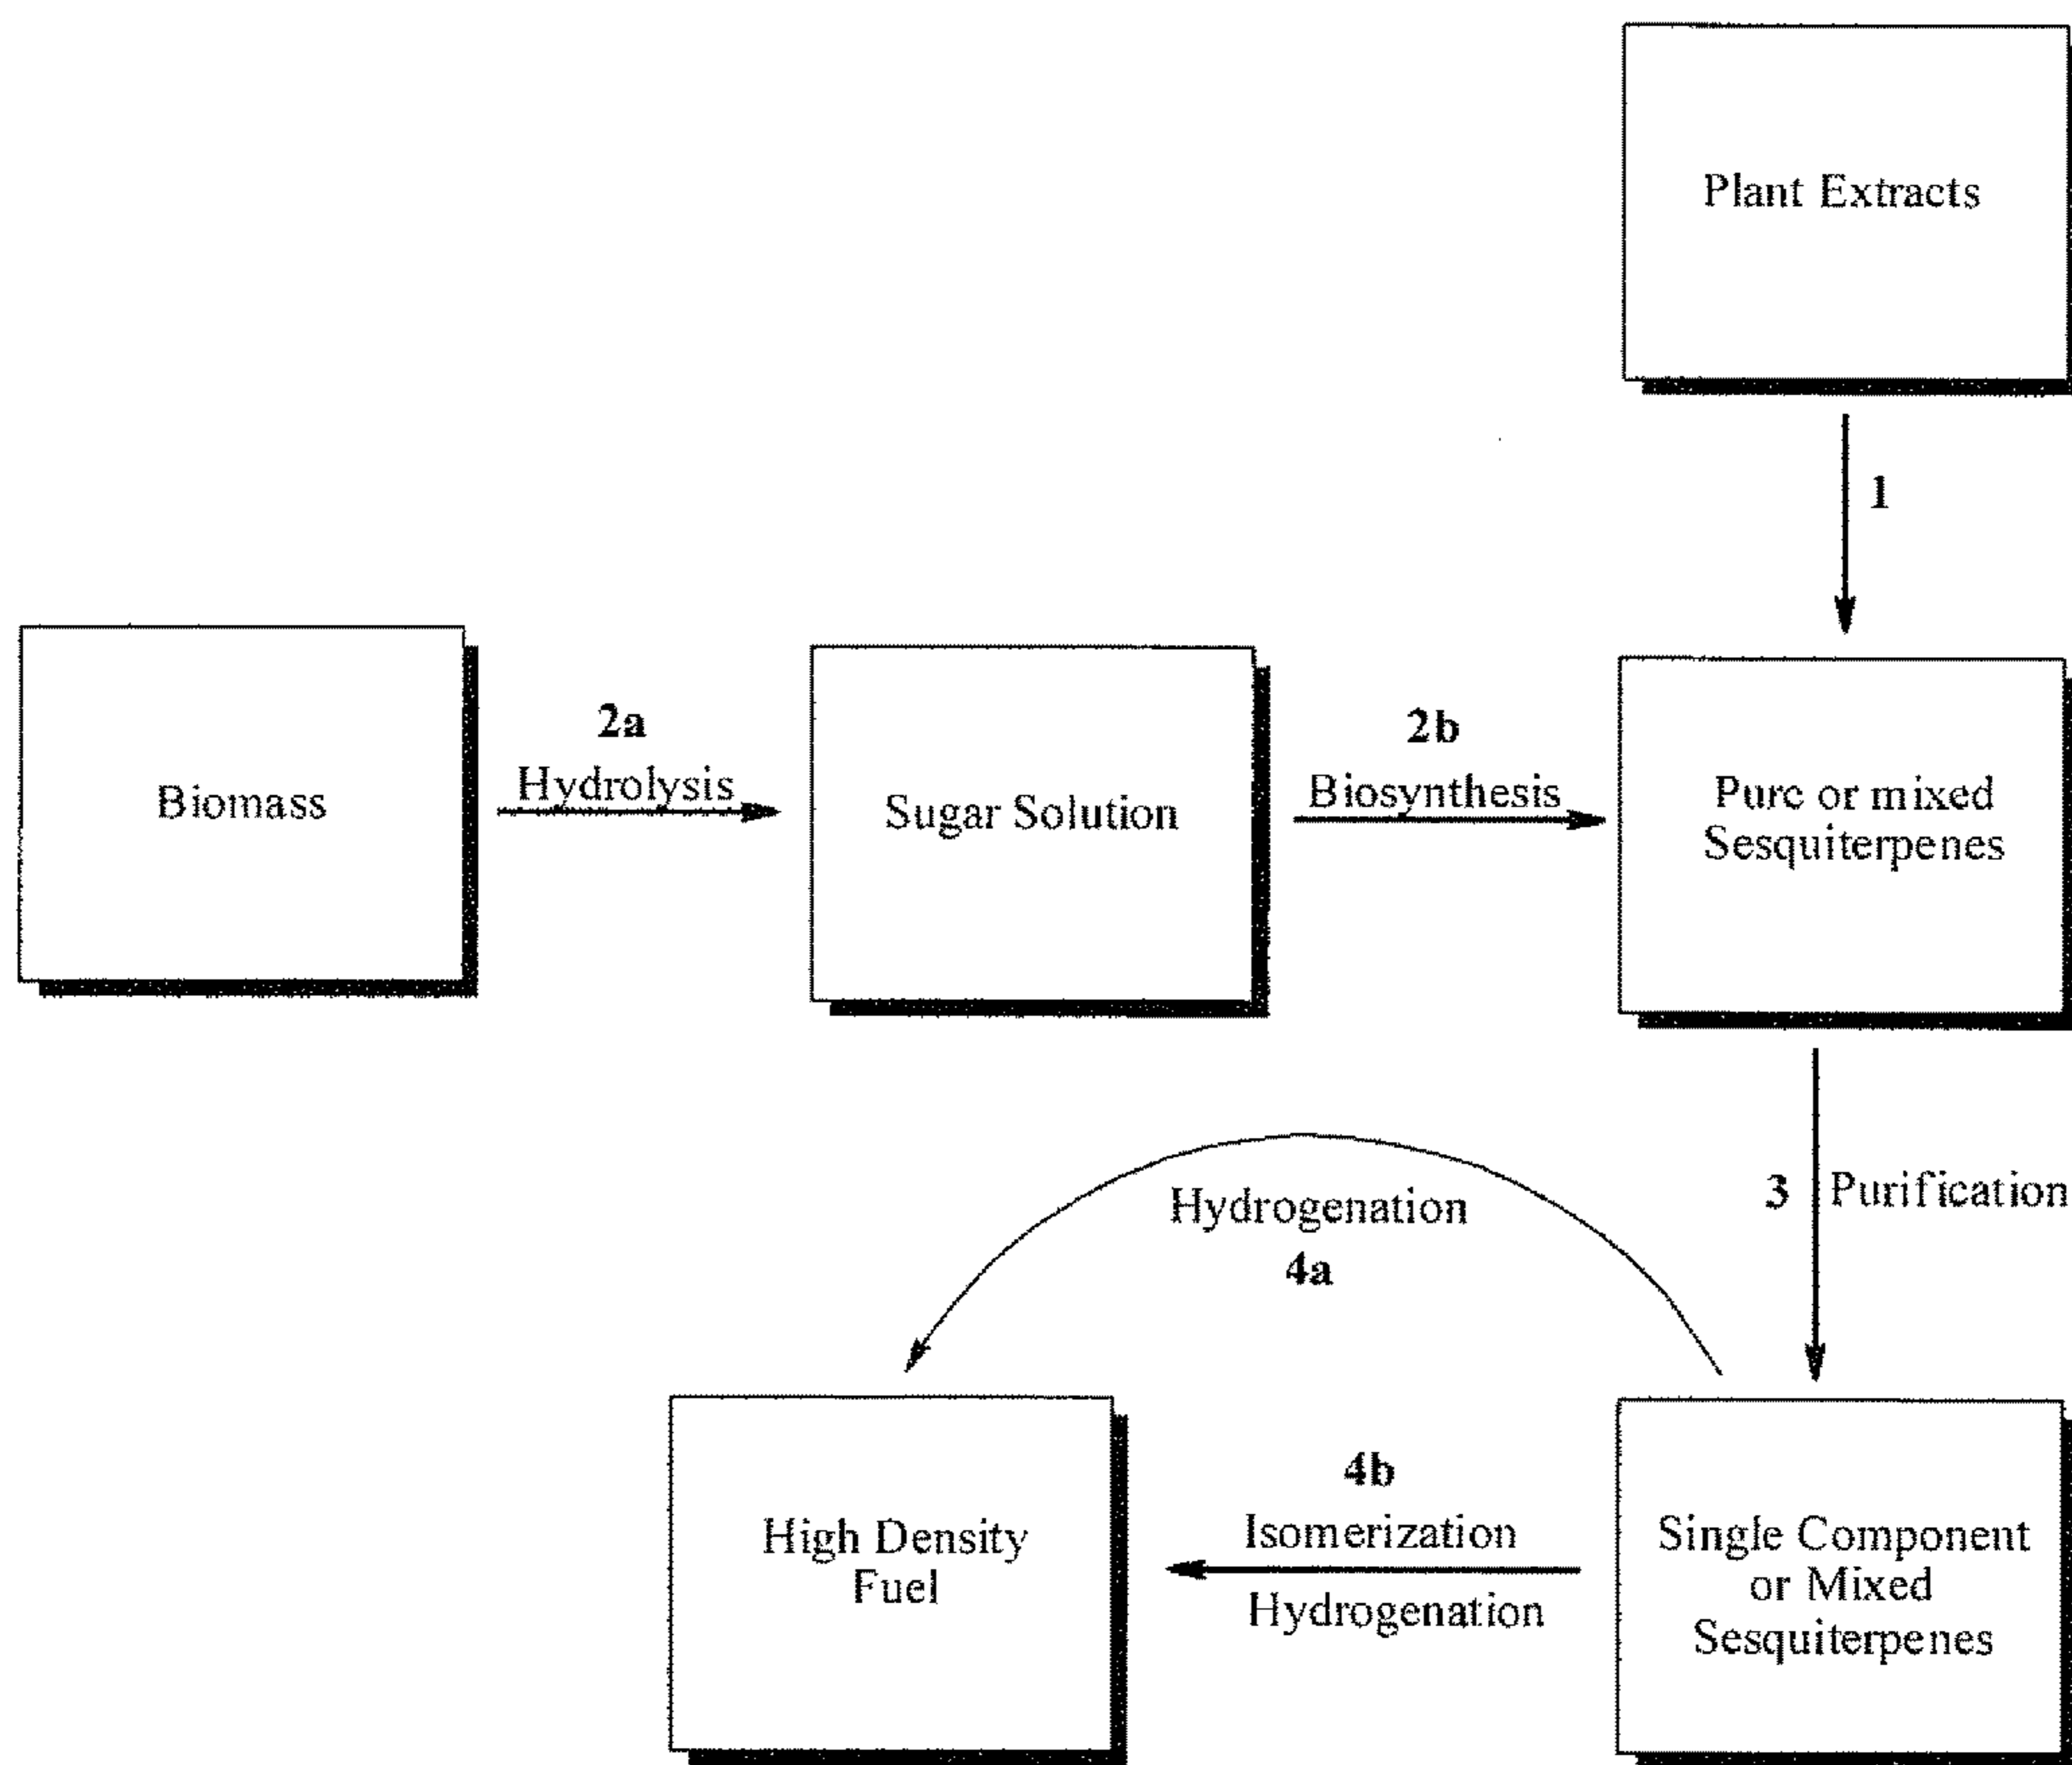 Plant Extracts
1
2a
Hydrolysis
2b
Biosynthesis
Biomass
Sugar Solution
Pure or mixed
Sesquiterpenes
Hydrogenation
4a
3 Purification
4b
Isomerization
Hydrogenation
High Density
Fuel
Single Component
or Mixed
Sesquiterpenes